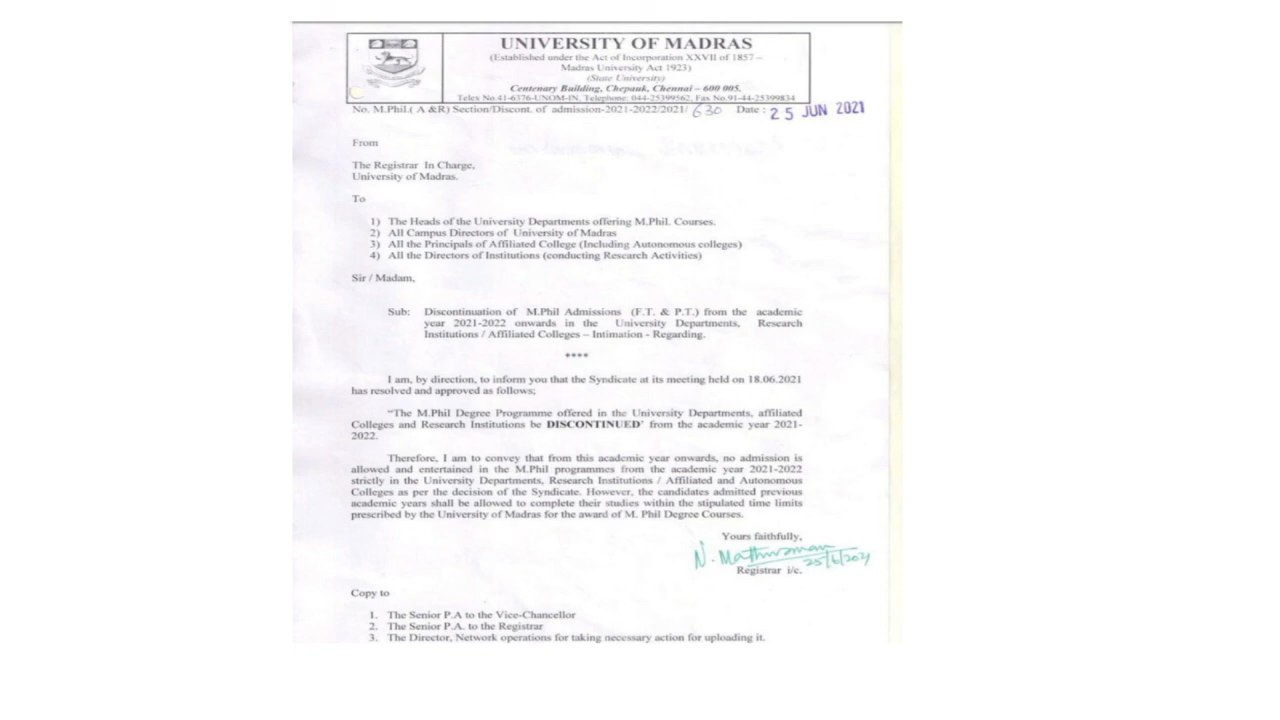 UNIVERSITY OF MADRAS
(Established under the Act of Incorporation XXVII of 1857 –
Madras University Act 1923)
(State University)
Centenary Building, Chepauk, Chennai – 600 005.
Telex No.41-6376-UNOM-IN, Telephone: 044-25399562, Fax No.91-44-25399834
No. M.Phil.( A &R) Section/Discont. of admission-2021-2022/2021/ 630 Date : 25 JUN 2021
From
The Registrar In Charge,
University of Madras.
To
1) The Heads of the University Departments offering M.Phil. Courses.
2) All Campus Directors of University of Madras
3) All the Principals of Affiliated College (Including Autonomous colleges)
4) All the Directors of Institutions (conducting Research Activities)
Sir / Madam,
Sub: Discontinuation of M.Phil Admissions (F.T. & P.T.) from the academic
year 2021-2022 onwards in the University Departments, Research
Institutions / Affiliated Colleges – Intimation - Regarding.
****
I am, by direction, to inform you that the Syndicate at its meeting held on 18.06.2021
has resolved and approved as follows;
"The M.Phil Degree Programme offered in the University Departments, affiliated
Colleges and Research Institutions be DISCONTINUED' from the academic year 2021-
2022.
Therefore, I am to convey that from this academic year onwards, no admission is
allowed and entertained in the M.Phil programmes from the academic year 2021-2022
strictly in the University Departments, Research Institutions / Affiliated and Autonomous
Colleges as per the decision of the Syndicate. However, the candidates admitted previous
academic years shall be allowed to complete their studies within the stipulated time limits
prescribed by the University of Madras for the award of M. Phil Degree Courses.
Yours faithfully,
N. 25/6/2021
Registrar i/c.
Copy to
1. The Senior P.A to the Vice-Chancellor
2. The Senior P.A. to the Registrar
3. The Director, Network operations for taking necessary action for uploading it.